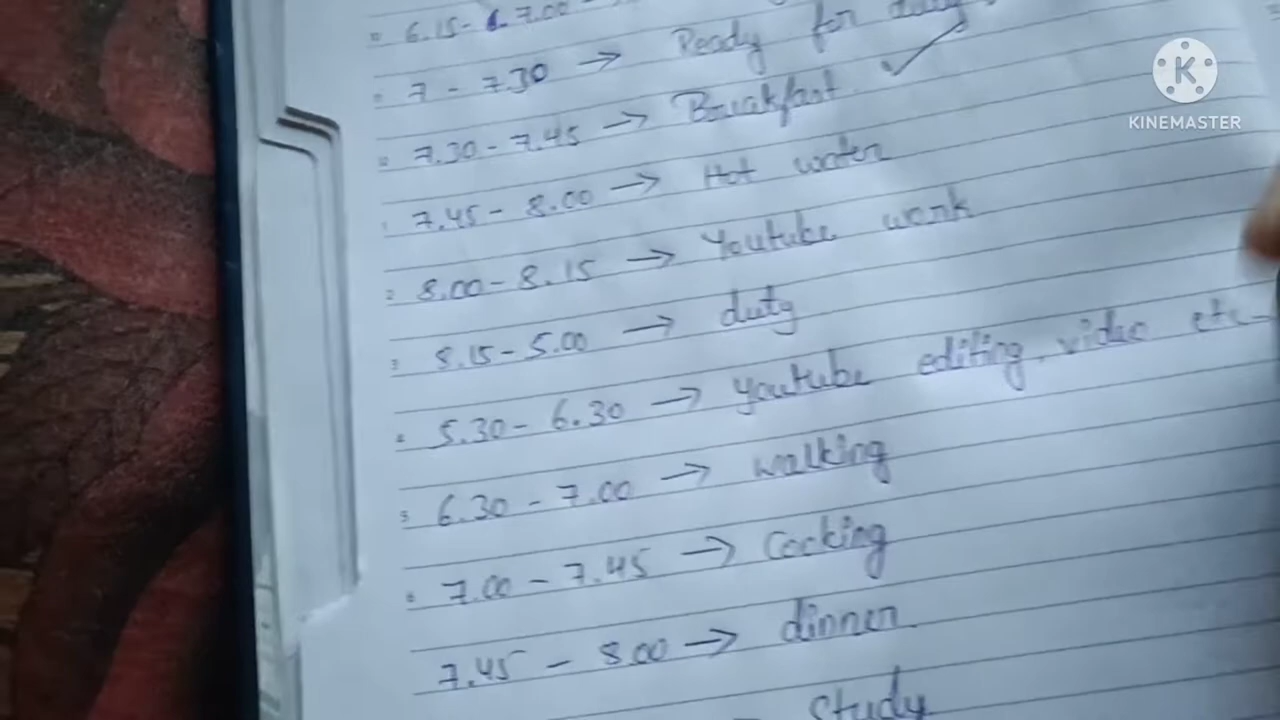 6.15 - 7.00
7 - 7.30 → Ready for duty
7.30 - 7.45 → Breakfast
7.45 - 8.00 → Hot water
8.00 - 8.15 → Youtube work
8.15 - 5.00 → duty
5.30 - 6.30 → youtube editing, video etc
6.30 - 7.00 → walking
7.00 - 7.45 → Cooking
7.45 - 8.00 → dinner
Study
K
KINEMASTER